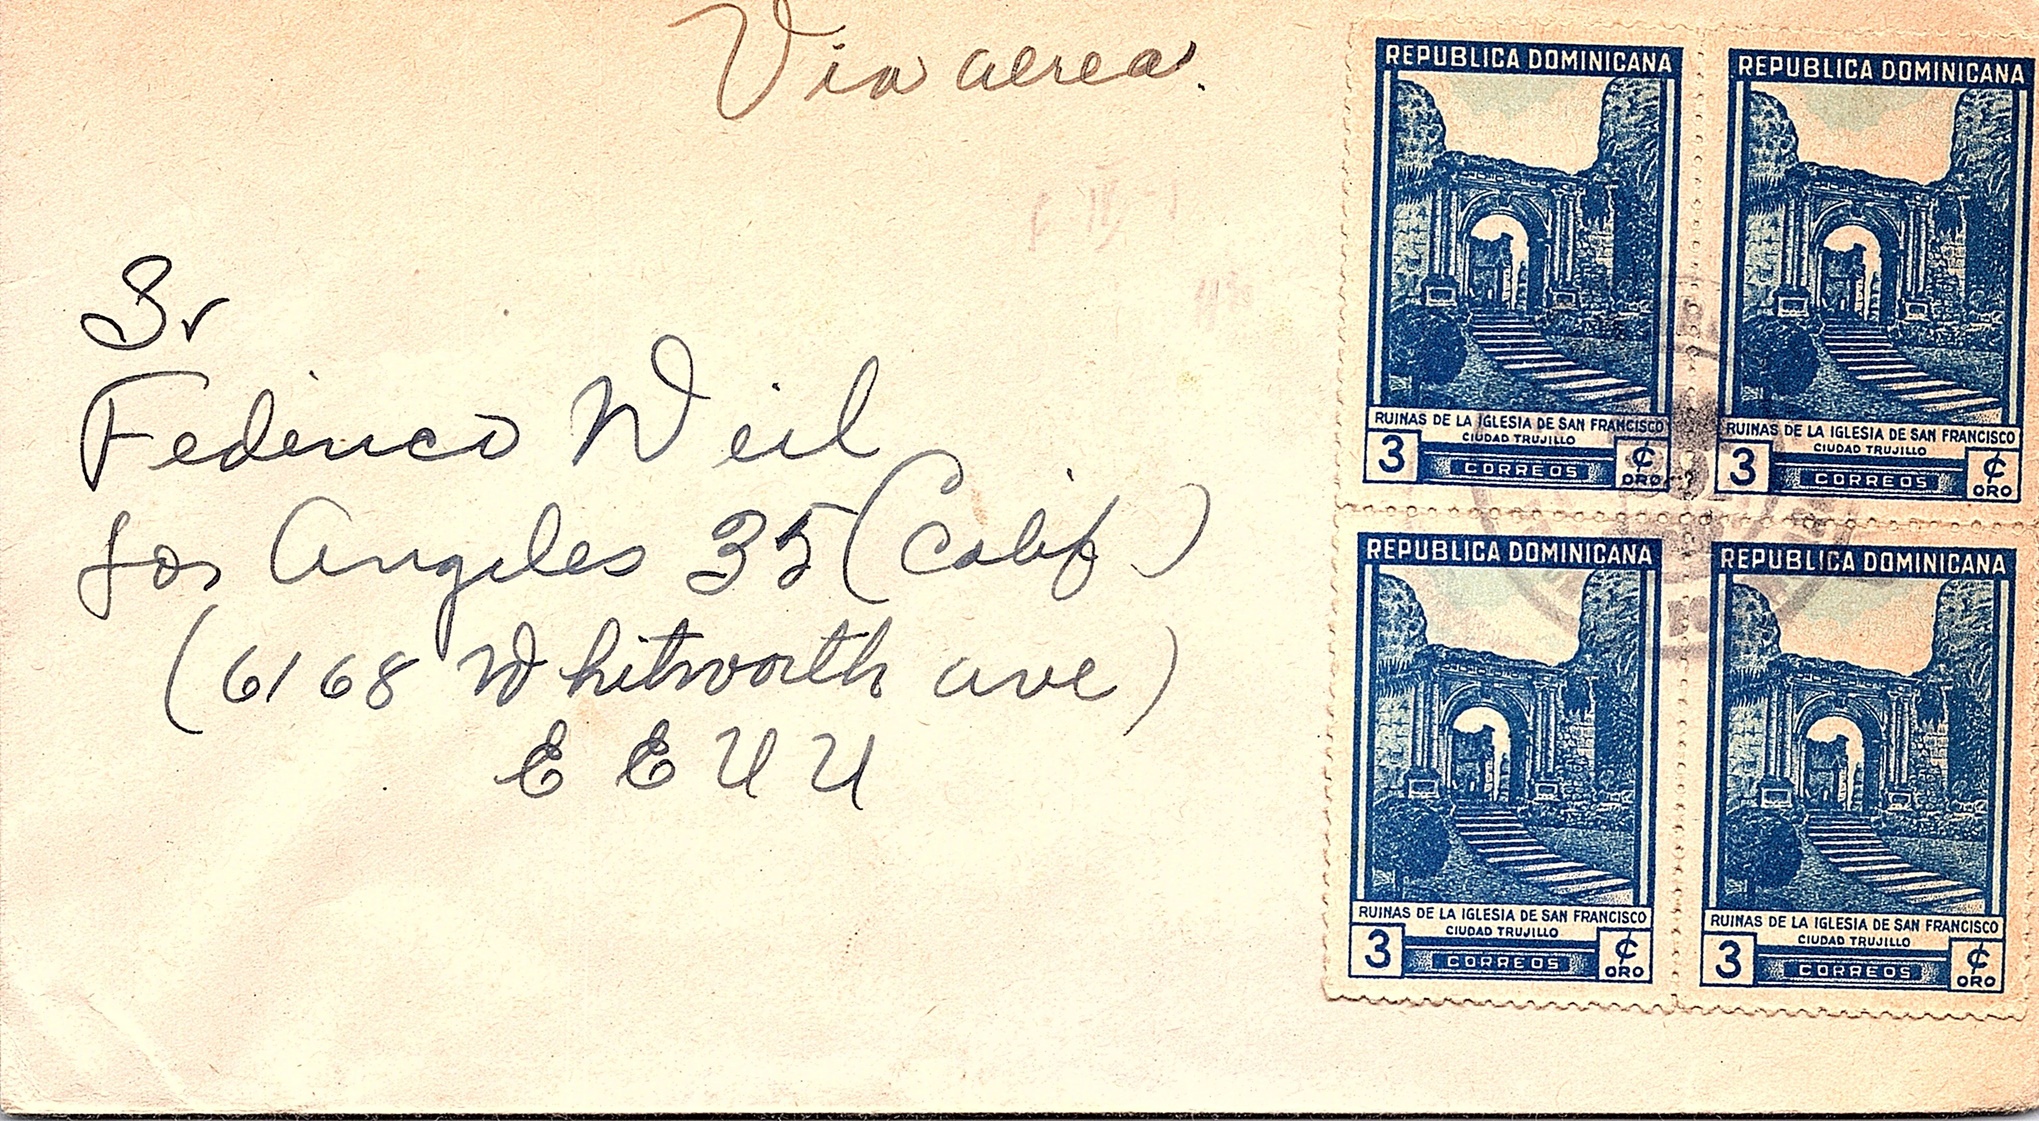 Via aerea.
Sr
Federico Weil
Los Angeles 35 (Calif)
(6168 Whitworth ave)
E E U U
REPUBLICA DOMINICANA
RUINAS DE LA IGLESIA DE SAN FRANCISCO
CIUDAD TRUJILLO
3 CORREOS ¢
ORO
REPUBLICA DOMINICANA
RUINAS DE LA IGLESIA DE SAN FRANCISCO
CIUDAD TRUJILLO
3 CORREOS ¢
ORO
REPUBLICA DOMINICANA
RUINAS DE LA IGLESIA DE SAN FRANCISCO
CIUDAD TRUJILLO
3 CORREOS ¢
ORO
REPUBLICA DOMINICANA
RUINAS DE LA IGLESIA DE SAN FRANCISCO
CIUDAD TRUJILLO
3 CORREOS ¢
ORO